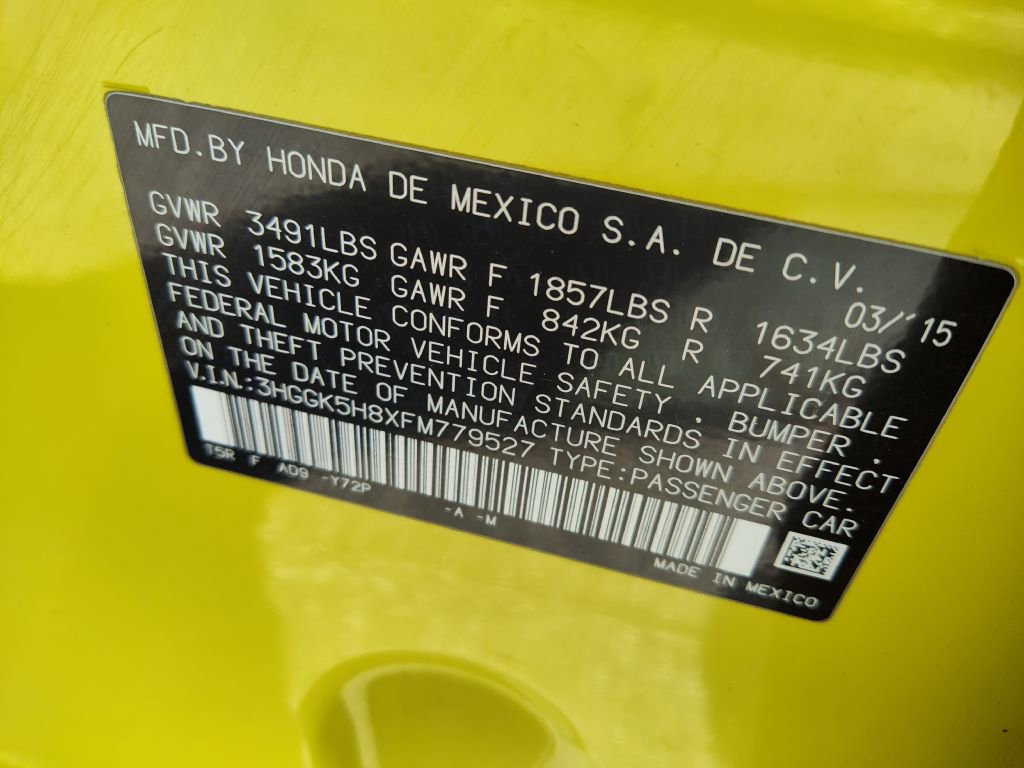 MFD.BY HONDA DE MEXICO S.A. DE C.V.
03/'15
GVWR 3491LBS GAWR F 1857LBS R 1634LBS
GVWR 1583KG GAWR F 842KG R 741KG
THIS VEHICLE CONFORMS TO ALL APPLICABLE
FEDERAL MOTOR VEHICLE SAFETY, BUMPER,
AND THEFT PREVENTION STANDARDS IN EFFECT
ON THE DATE OF MANUFACTURE SHOWN ABOVE.
V.I.N.:3HGGK5H8XFM779527 TYPE:PASSENGER CAR
T5R F AD9 -Y72P -A -M
MADE IN MEXICO